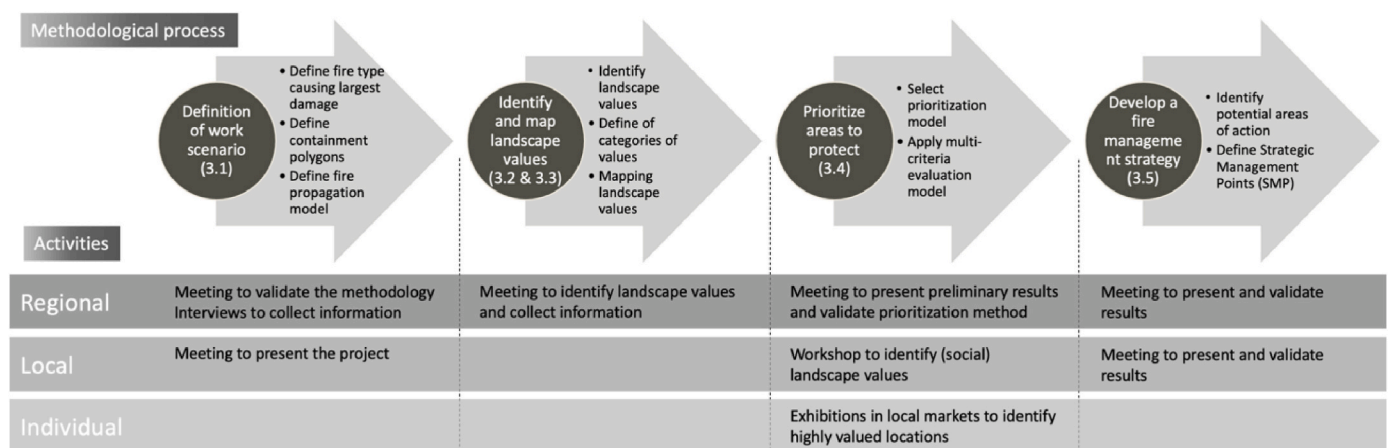 Methodological process
Definition
of work
scenario
(3.1)
• Define fire type
causing largest
damage
• Define
containment
polygons
• Define fire
propagation
model
Identify
and map
landscape
values
(3.2 & 3.3)
• Identify
landscape
values
• Define of
categories of
values
• Mapping
landscape
values
Prioritize
areas to
protect
(3.4)
• Select
prioritization
model
• Apply multi-
criteria
evaluation
model
Develop a
fire
manageme
nt strategy
(3.5)
• Identify
potential areas
of action
• Define Strategic
Management
Points (SMP)
Activities
Regional
Meeting to validate the methodology
Interviews to collect information
Meeting to identify landscape values
and collect information
Meeting to present preliminary results
and validate prioritization method
Meeting to present and validate
results
Local
Meeting to present the project
Workshop to identify (social)
landscape values
Meeting to present and validate
results
Individual
Exhibitions in local markets to identify
highly valued locations